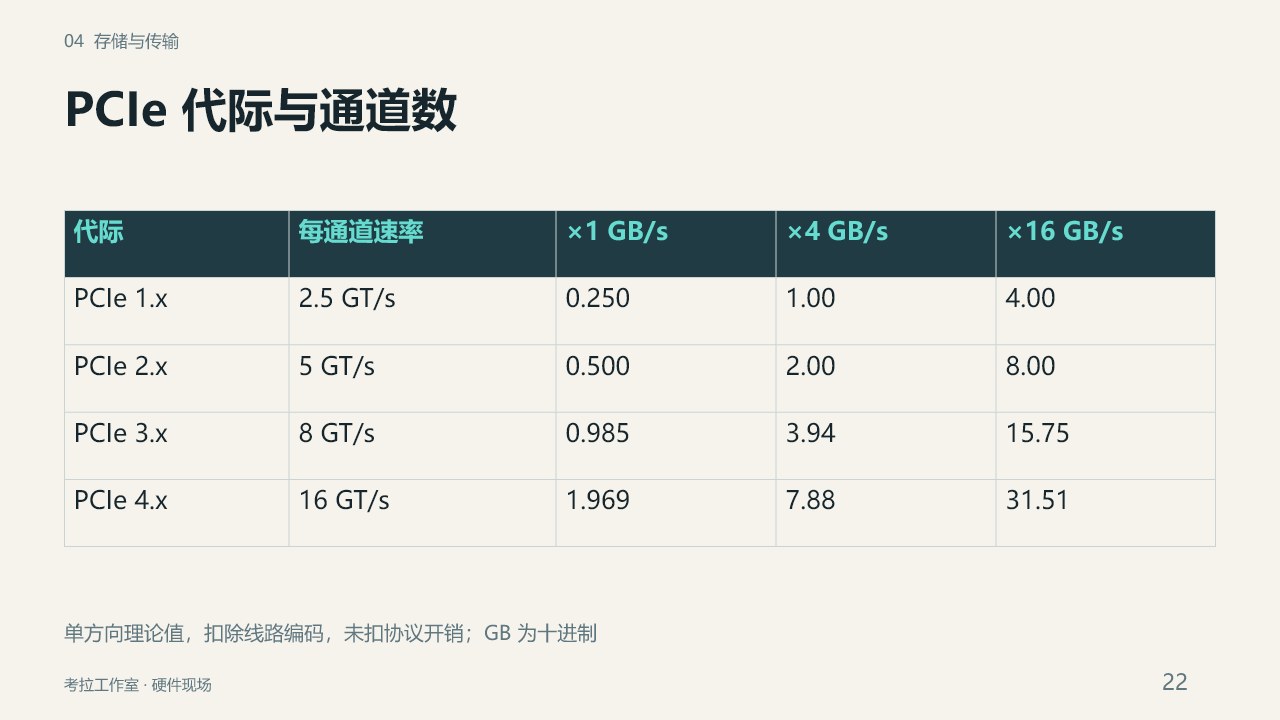 04 存储与传输
PCIe 代际与通道数
代际 每通道速率 ×1 GB/s ×4 GB/s ×16 GB/s
PCIe 1.x 2.5 GT/s 0.250 1.00 4.00
PCIe 2.x 5 GT/s 0.500 2.00 8.00
PCIe 3.x 8 GT/s 0.985 3.94 15.75
PCIe 4.x 16 GT/s 1.969 7.88 31.51
单方向理论值，扣除线路编码，未扣协议开销；GB 为十进制
考拉工作室 · 硬件现场 22